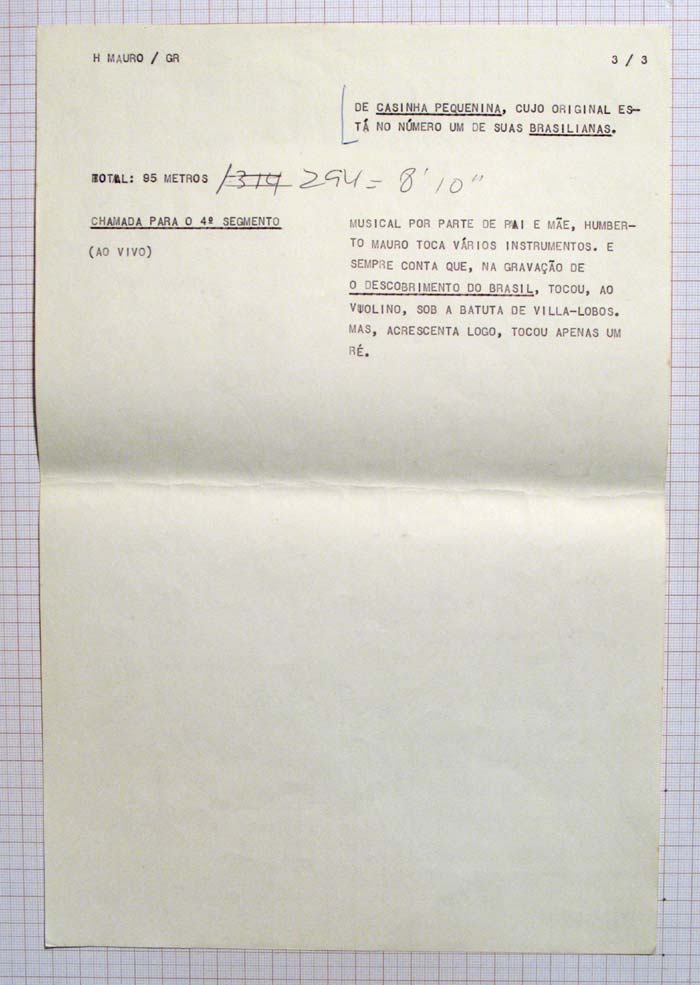 H MAURO / GR 3 / 3
DE CASINHA PEQUENINA, CUJO ORIGINAL ES-
TÁ NO NÚMERO UM DE SUAS BRASILIANAS.
TOTAL: 95 METROS / 314 294 = 8' 10"
CHAMADA PARA O 4º SEGMENTO
(AO VIVO)
MUSICAL POR PARTE DE PAI E MÃE, HUMBER-
TO MAURO TOCA VÁRIOS INSTRUMENTOS. E
SEMPRE CONTA QUE, NA GRAVAÇÃO DE
O DESCOBRIMENTO DO BRASIL, TOCOU, AO
VIOLINO, SOB A BATUTA DE VILLA-LOBOS.
MAS, ACRESCENTA LOGO, TOCOU APENAS UM
RÉ.